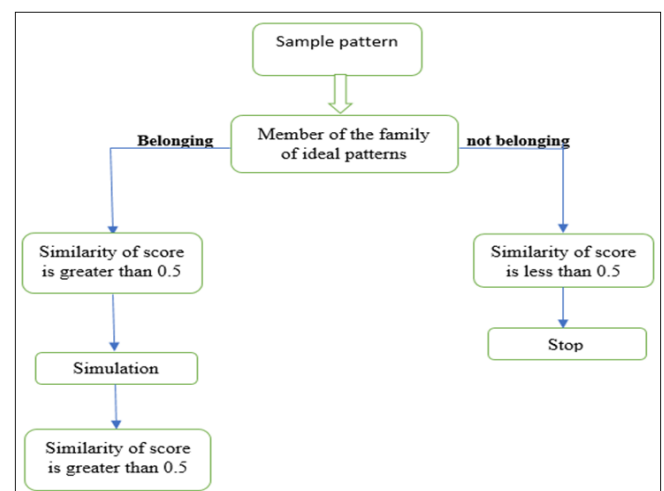 Sample pattern
Member of the family
of ideal patterns
Belonging
not belonging
Similarity of score
is greater than 0.5
Similarity of score
is less than 0.5
Simulation
Stop
Similarity of score
is greater than 0.5